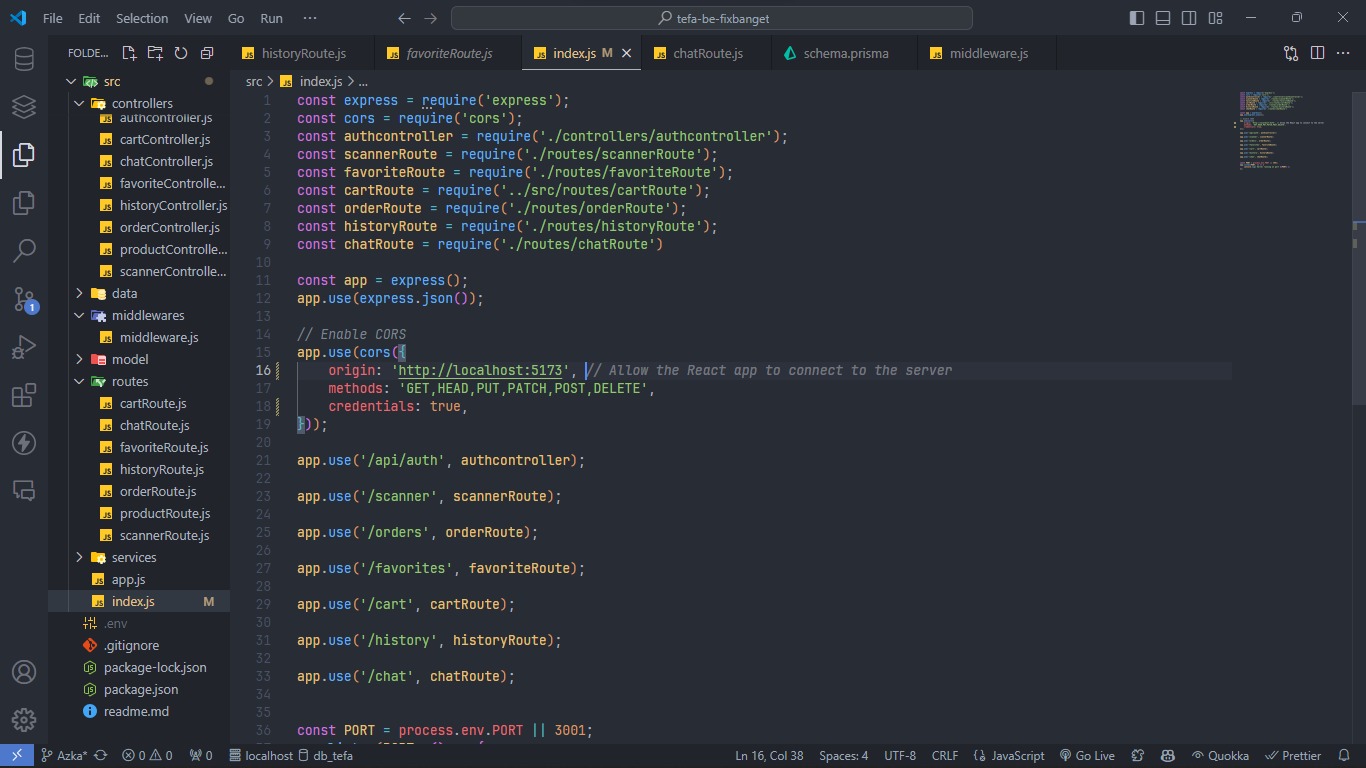 File Edit Selection View Go Run ···
tefa-be-fixbanget
FOLDE...
historyRoute.js
favoriteRoute.js
index.js M
chatRoute.js
schema.prisma
middleware.js
src
controllers
authcontroller.js
cartController.js
chatController.js
favoriteControlle...
historyController.js
orderController.js
productControlle...
scannerControlle...
data
middlewares
middleware.js
model
routes
cartRoute.js
chatRoute.js
favoriteRoute.js
historyRoute.js
orderRoute.js
productRoute.js
scannerRoute.js
services
app.js
index.js M
.env
.gitignore
package-lock.json
package.json
readme.md
1
src > index.js > ...
1 const express = require('express');
2 const cors = require('cors');
3 const authcontroller = require('./controllers/authcontroller');
4 const scannerRoute = require('./routes/scannerRoute');
5 const favoriteRoute = require('./routes/favoriteRoute');
6 const cartRoute = require('../src/routes/cartRoute');
7 const orderRoute = require('./routes/orderRoute');
8 const historyRoute = require('./routes/historyRoute');
9 const chatRoute = require('./routes/chatRoute')
10
11 const app = express();
12 app.use(express.json());
13
14 // Enable CORS
15 app.use(cors({
16 origin: 'http://localhost:5173', // Allow the React app to connect to the server
17 methods: 'GET,HEAD,PUT,PATCH,POST,DELETE',
18 credentials: true,
19 }));
20
21 app.use('/api/auth', authcontroller);
22
23 app.use('/scanner', scannerRoute);
24
25 app.use('/orders', orderRoute);
26
27 app.use('/favorites', favoriteRoute);
28
29 app.use('/cart', cartRoute);
30
31 app.use('/history', historyRoute);
32
33 app.use('/chat', chatRoute);
34
35
36 const PORT = process.env.PORT || 3001;
Azka* 0 0 0 localhost db_tefa Ln 16, Col 38 Spaces: 4 UTF-8 CRLF JavaScript Go Live Quokka Prettier